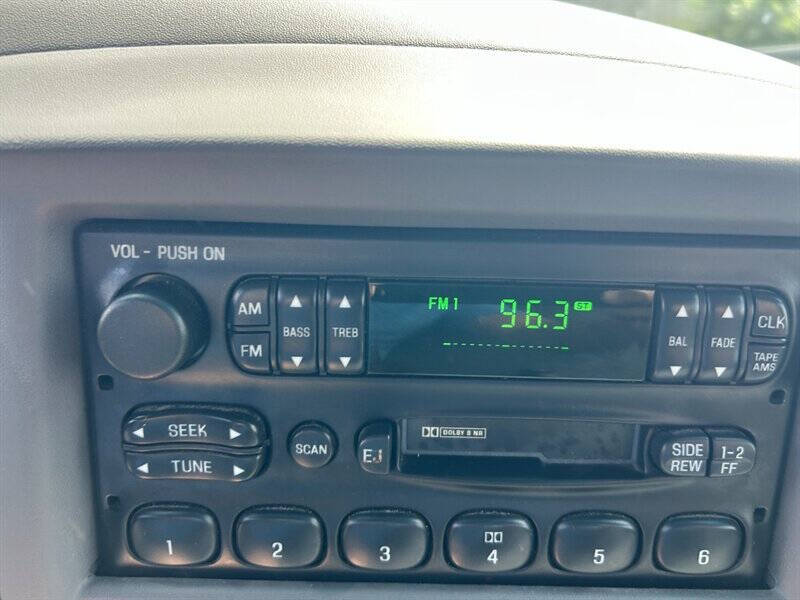 VOL - PUSH ON
AM
FM
BASS
TREB
FM 1 96.3 ST
BAL
FADE
CLK
TAPE
AMS
SEEK
TUNE
SCAN
EJ
DOLBY B NR
SIDE
REW
1-2
FF
1
2
3
4
5
6